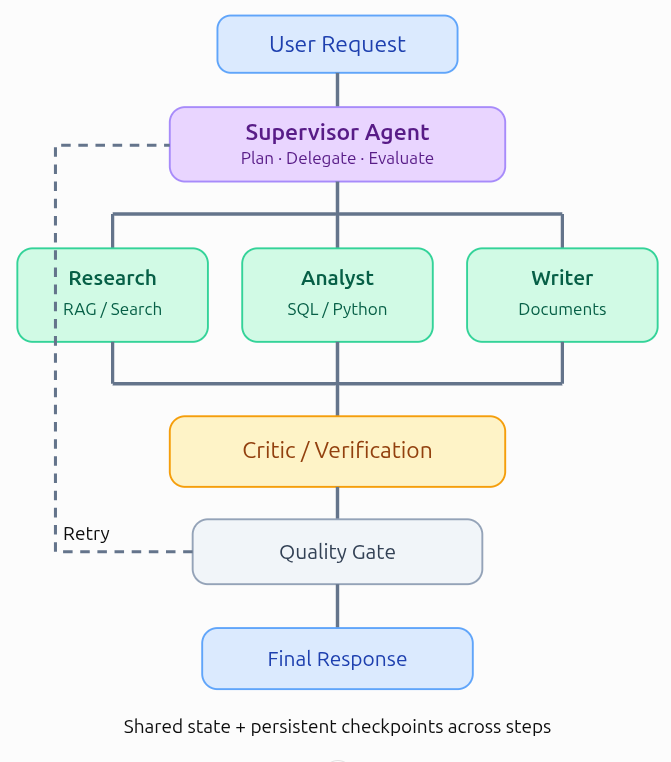 User Request
Supervisor Agent
Plan · Delegate · Evaluate
Research
RAG / Search
Analyst
SQL / Python
Writer
Documents
Critic / Verification
Retry
Quality Gate
Final Response
Shared state + persistent checkpoints across steps